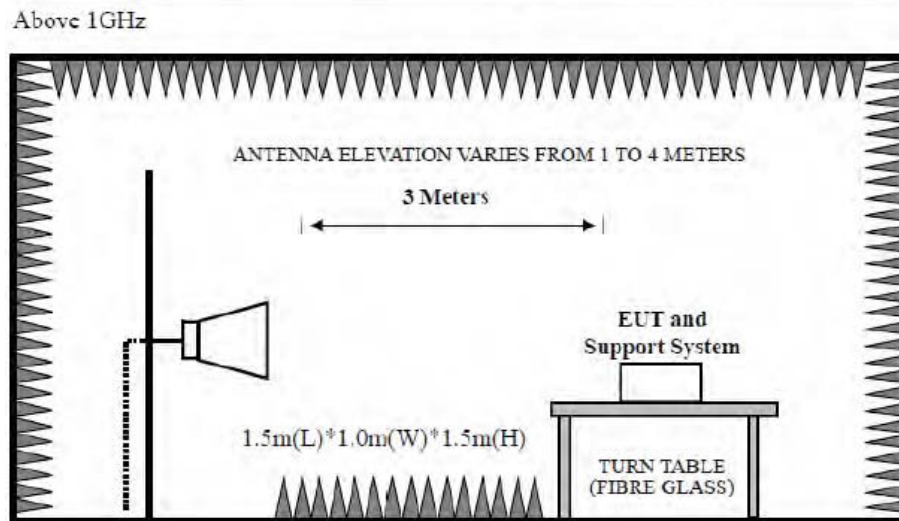 Above 1GHz
ANTENNA ELEVATION VARIES FROM 1 TO 4 METERS
3 Meters
EUT and
Support System
1.5m(L)*1.0m(W)*1.5m(H)
TURN TABLE
(FIBRE GLASS)